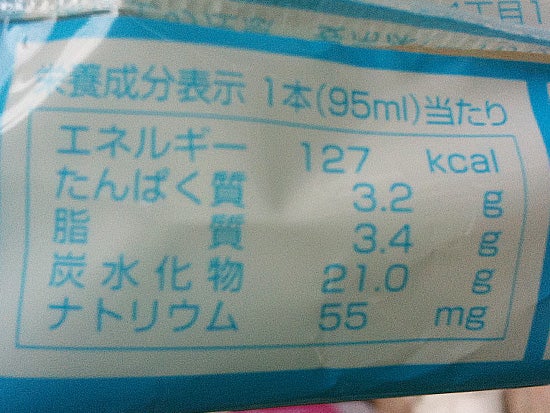 栄養成分表示 1本(95ml)当たり
エネルギー 127 kcal
たんぱく質 3.2 g
脂質 3.4 g
炭水化物 21.0 g
ナトリウム 55 mg